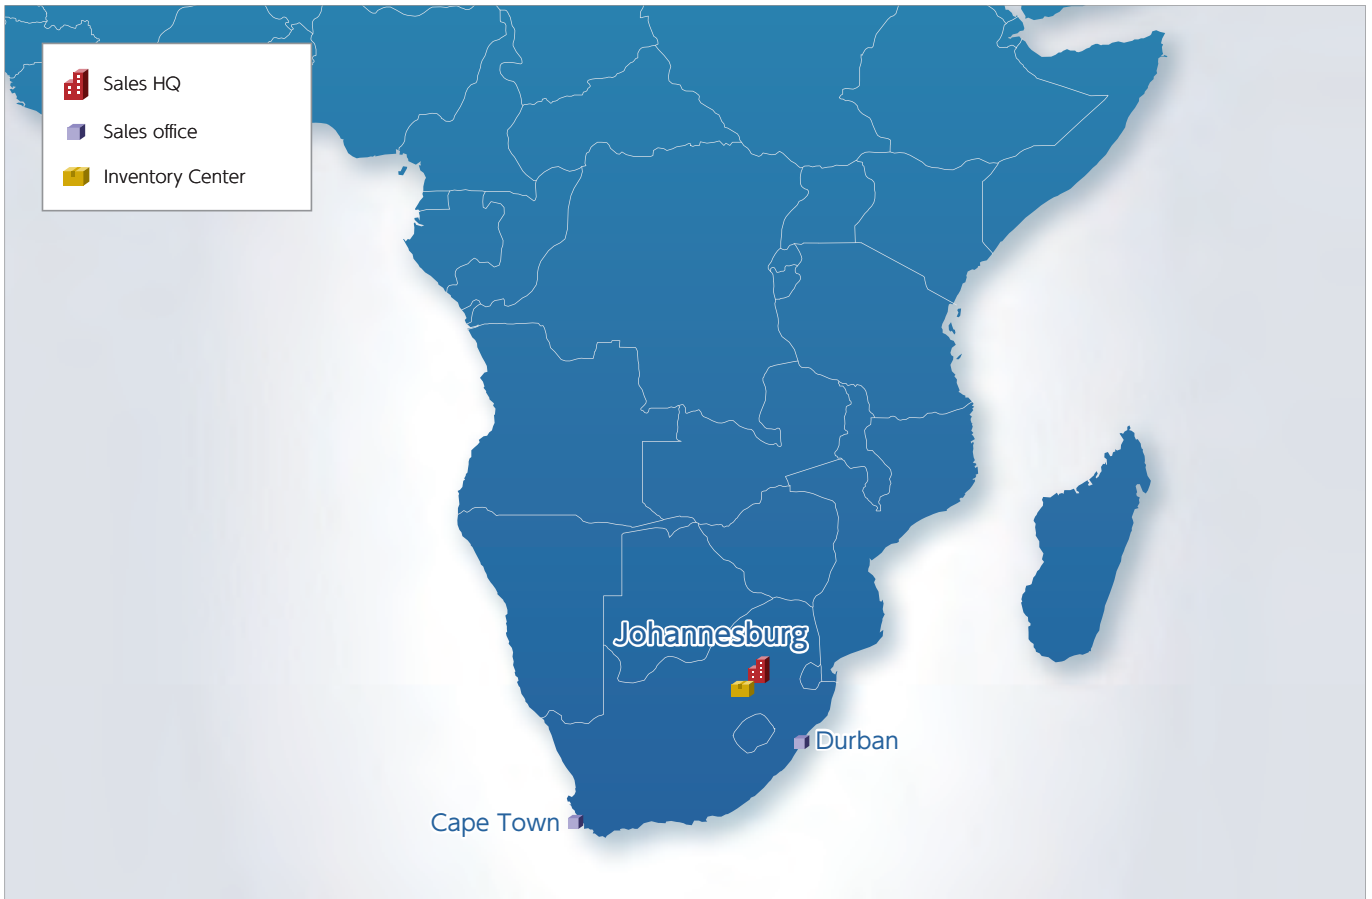 Sales HQ
Sales office
Inventory Center
Johannesburg
Durban
Cape Town